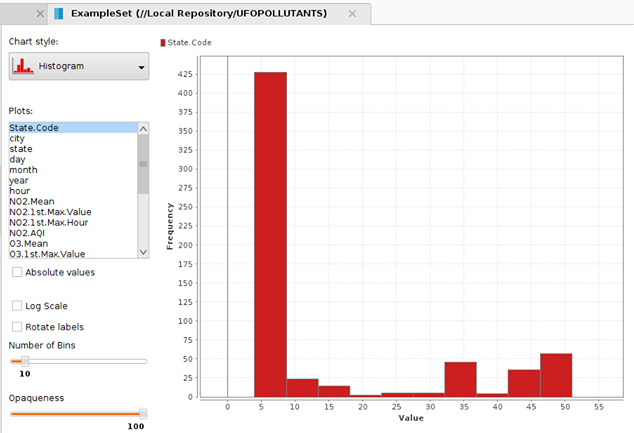 ExampleSet (//Local Repository/UFOPOLLUTANTS)
Chart style:
Histogram
Plots:
State.Code
city
state
day
month
year
hour
NO2.Mean
NO2.1st.Max.Value
NO2.1st.Max.Hour
NO2.AQI
O3.Mean
O3.1st.Max.Value
Absolute values
Log Scale
Rotate labels
Number of Bins
10
Opaqueness
100
State.Code
425
400
375
350
325
300
275
250
225
200
175
150
125
100
75
50
25
0
Frequency
0 5 10 15 20 25 30 35 40 45 50 55
Value